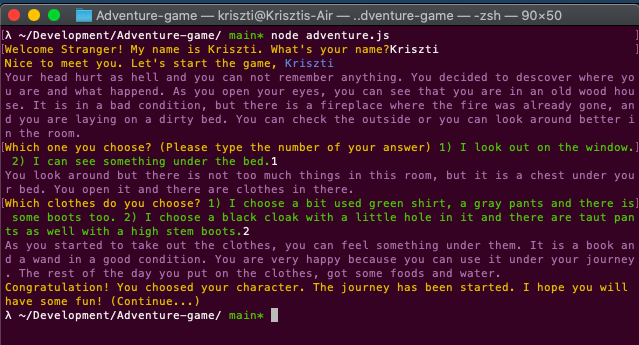 Adventure-game — kriszti@Krisztis-Air — ..dventure-game — -zsh — 90×50
[λ ~/Development/Adventure-game/ main* node adventure.js ]
[Welcome Stranger! My name is Kriszti. What's your name?Kriszti ]
Nice to meet you. Let's start the game, Kriszti
Your head hurt as hell and you can not remember anything. You decided to descover where yo
u are and what happend. As you open your eyes, you can see that you are in an old wood hou
se. It is in a bad condition, but there is a fireplace where the fire was already gone, an
d you are laying on a dirty bed. You can check the outside or you can look around better i
n the room.
[Which one you choose? (Please type the number of your answer) 1) I look out on the window.]
2) I can see something under the bed.1
You look around but there is not too much things in this room, but it is a chest under you
r bed. You open it and there are clothes in there.
[Which clothes do you choose? 1) I choose a bit used green shirt, a gray pants and there is]
some boots too. 2) I choose a black cloak with a little hole in it and there are taut pan
ts as well with a high stem boots.2
As you started to take out the clothes, you can feel something under them. It is a book an
d a wand in a good condition. You are very happy because you can use it under your journey
. The rest of the day you put on the clothes, got some foods and water.
Congratulation! You choosed your character. The journey has been started. I hope you will
have some fun! (Continue...)
λ ~/Development/Adventure-game/ main*